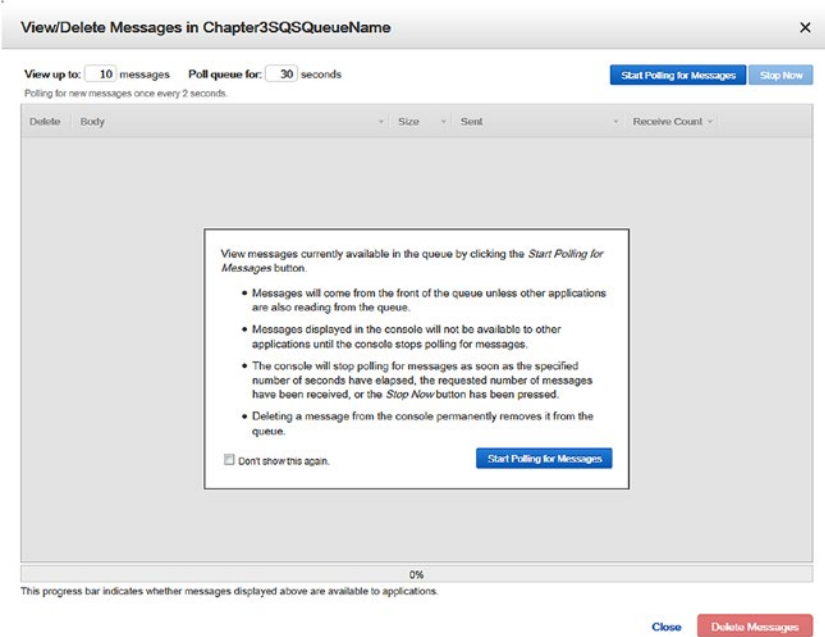 View/Delete Messages in Chapter3SQSQueueName
×
View up to: 10 messages Poll queue for: 30 seconds Start Polling for Messages Stop Now
Polling for new messages once every 2 seconds.
Delete Body Size Sent Receive Count
View messages currently available in the queue by clicking the Start Polling for
Messages button.
• Messages will come from the front of the queue unless other applications
are also reading from the queue.
• Messages displayed in the console will not be available to other
applications until the console stops polling for messages.
• The console will stop polling for messages as soon as the specified
number of seconds have elapsed, the requested number of messages
have been received, or the Stop Now button has been pressed.
• Deleting a message from the console permanently removes it from the
queue.
Don't show this again. Start Polling for Messages
0%
This progress bar indicates whether messages displayed above are available to applications.
Close Delete Messages